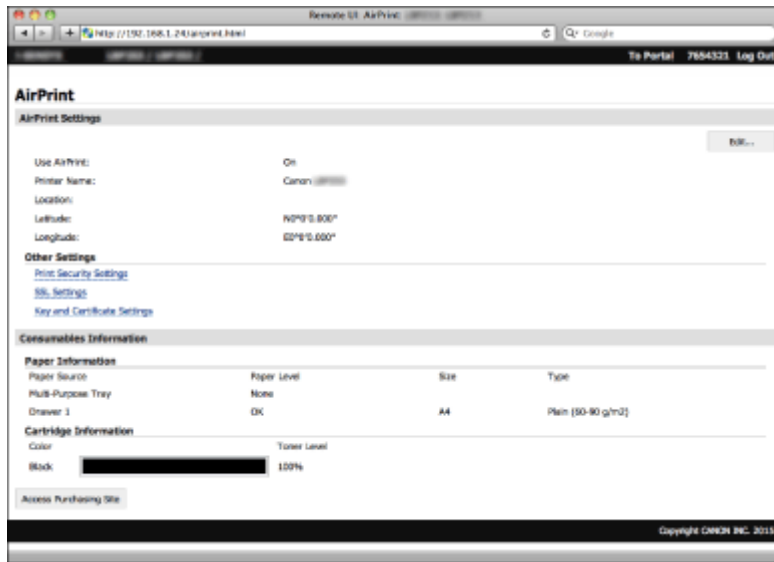 Remote UI: AirPrint:
http://192.168.1.24/airprint.html
Google
To Portal 7654321 Log Out
AirPrint
AirPrint Settings
Edit...
Use AirPrint: On
Printer Name: Canon
Location:
Latitude: N0°0'0.000"
Longitude: E0°0'0.000"
Other Settings
Print Security Settings
SSL Settings
Key and Certificate Settings
Consumables Information
Paper Information
Paper Source Paper Level Size Type
Multi-Purpose Tray None
Drawer 1 OK A4 Plain (60-90 g/m2)
Cartridge Information
Color Toner Level
Black 100%
Access Purchasing Site
Copyright CANON INC. 2015